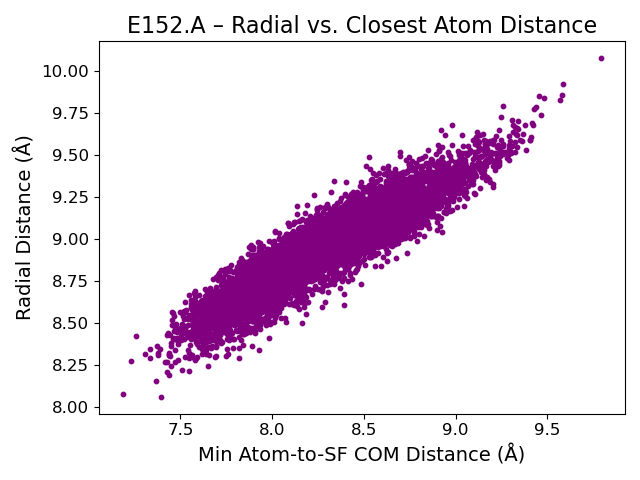 E152.A – Radial vs. Closest Atom Distance
Radial Distance (Å)
10.00
9.75
9.50
9.25
9.00
8.75
8.50
8.25
8.00
7.5 8.0 8.5 9.0 9.5
Min Atom-to-SF COM Distance (Å)